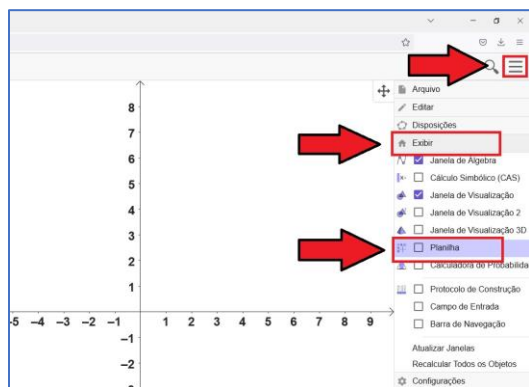 Arquivo
Editar
Disposições
Exibir
Janela de Álgebra
Cálculo Simbólico (CAS)
Janela de Visualização
Janela de Visualização 2
Janela de Visualização 3D
Planilha
Calculadora de Probabilida
Protocolo de Construção
Campo de Entrada
Barra de Navegação
Atualizar Janelas
Recalcular Todos os Objetos
Configurações
8
7
6
5
4
3
2
1
-5 -4 -3 -2 -1 1 2 3 4 5 6 7 8 9
-1
-2